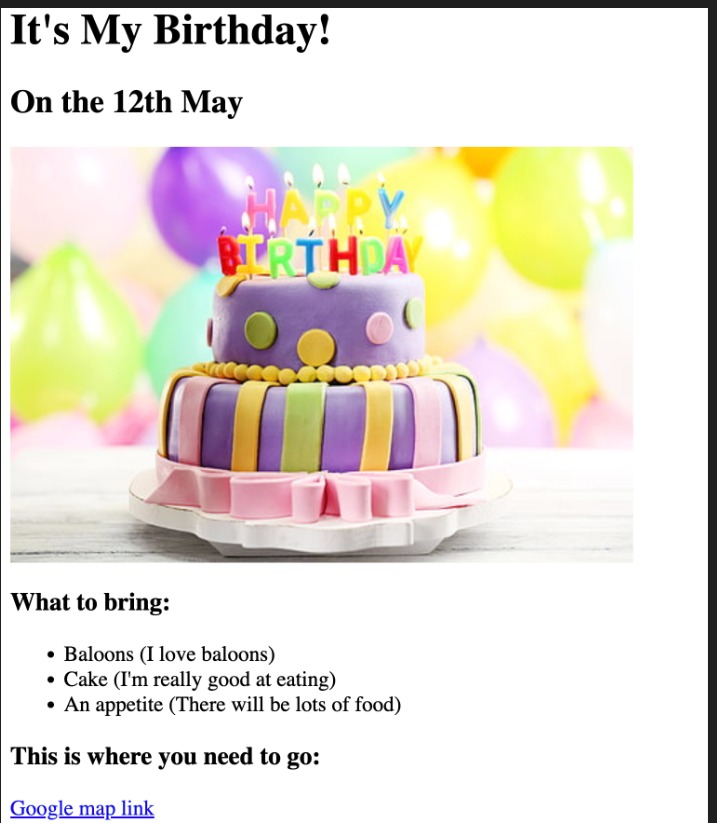 It's My Birthday!
On the 12th May
HAPPY
BIRTHDAY
What to bring:
Baloons (I love baloons)
Cake (I'm really good at eating)
An appetite (There will be lots of food)
This is where you need to go:
Google map link